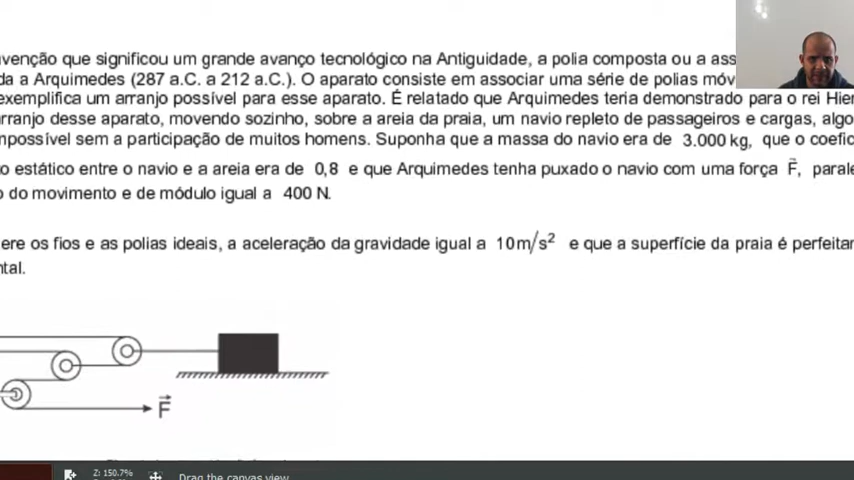 venção que significou um grande avanço tecnológico na Antiguidade, a polia composta ou a
da a Arquimedes (287 a.C. a 212 a.C.). O aparato consiste em associar uma série de polias
exemplifica um arranjo possível para esse aparato. É relatado que Arquimedes teria demonstrado para o rei Hier
rranjo desse aparato, movendo sozinho, sobre a areia da praia, um navio repleto de passageiros e cargas, algo
mpossível sem a participação de muitos homens. Suponha que a massa do navio era de 3.000 kg, que o coefic
o estático entre o navio e a areia era de 0,8 e que Arquimedes tenha puxado o navio com uma força F⃗, parale
o do movimento e de módulo igual a 400 N.
ere os fios e as polias ideais, a aceleração da gravidade igual a 10m/s² e que a superfície da praia é perfeitan
ntal.
F⃗
Z: 150.7%
Drag the canvas view